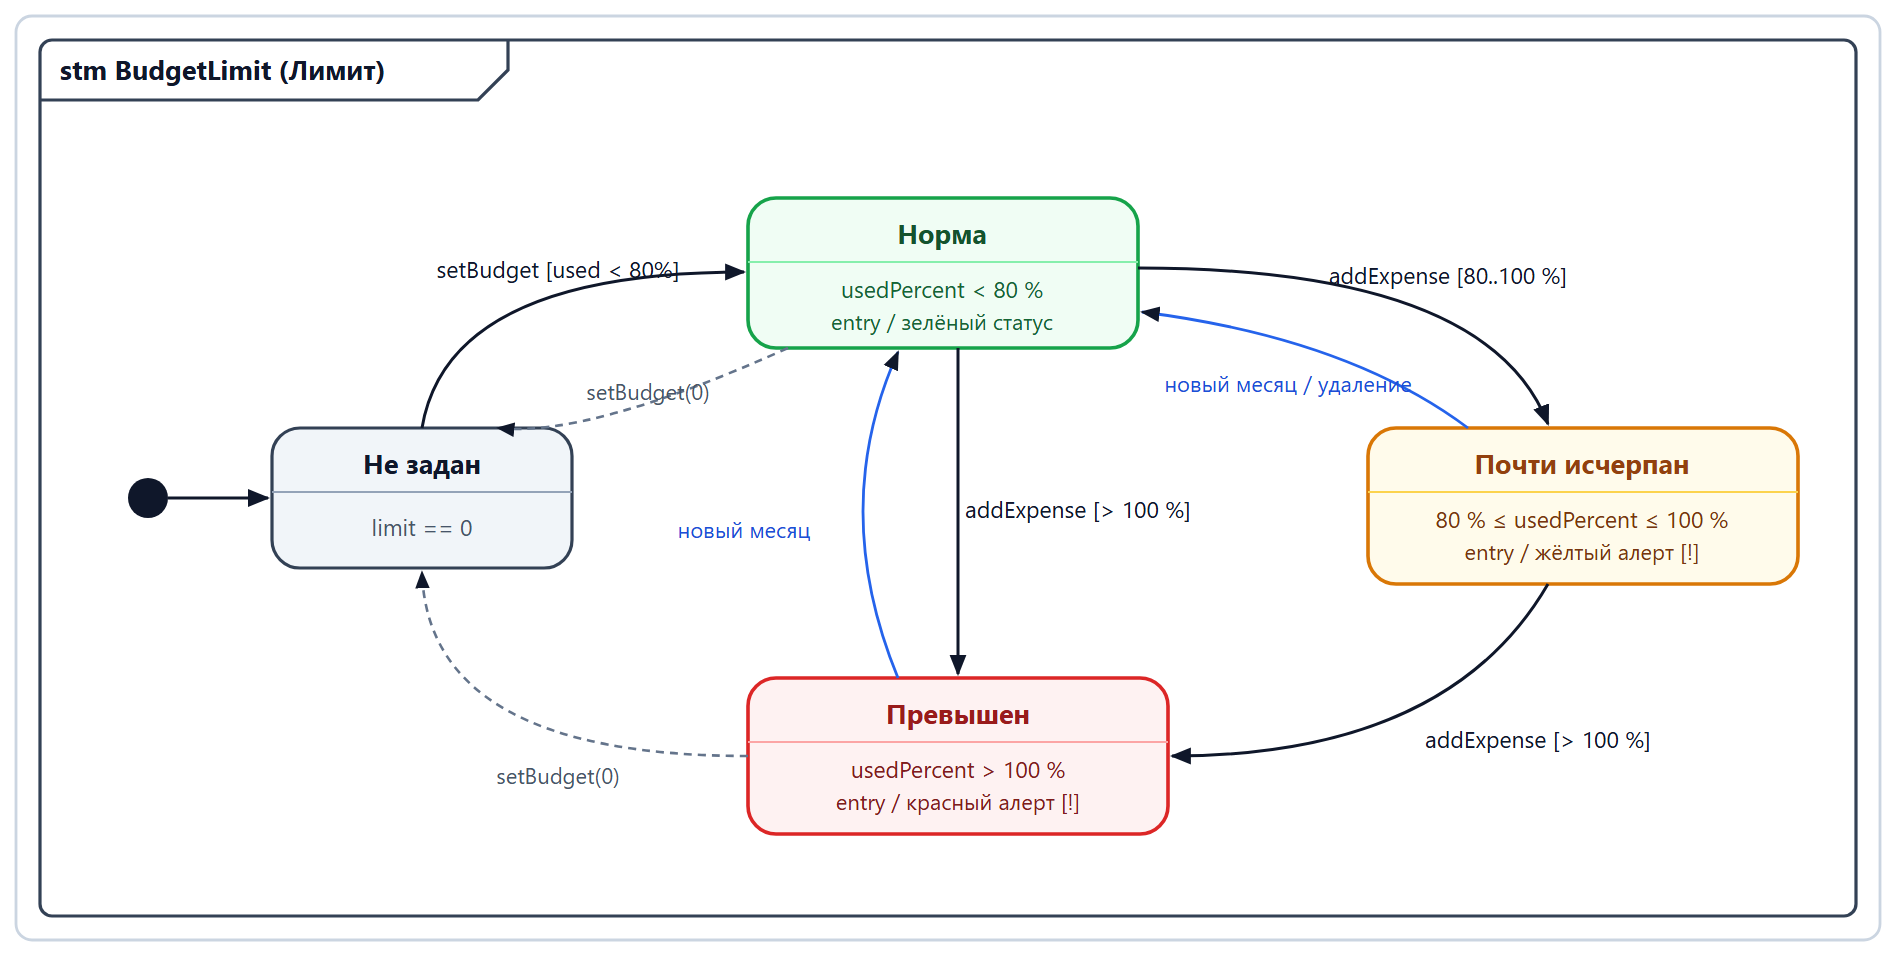 stm BudgetLimit (Лимит)
Норма
usedPercent < 80 %
entry / зелёный статус
setBudget [used < 80%]
addExpense [80..100 %]
новый месяц / удаление
setBudget(0)
Не задан
limit == 0
Почти исчерпан
80 % ≤ usedPercent ≤ 100 %
entry / жёлтый алерт [!]
новый месяц
addExpense [> 100 %]
Превышен
usedPercent > 100 %
entry / красный алерт [!]
addExpense [> 100 %]
setBudget(0)